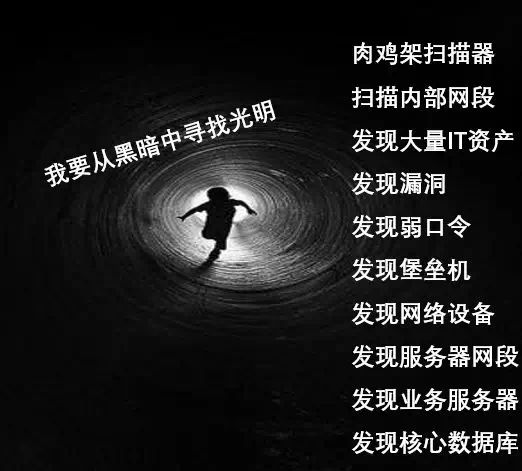 我要从黑暗中寻找光明
肉鸡架扫描器
扫描内部网段
发现大量IT资产
发现漏洞
发现弱口令
发现堡垒机
发现网络设备
发现服务器网段
发现业务服务器
发现核心数据库